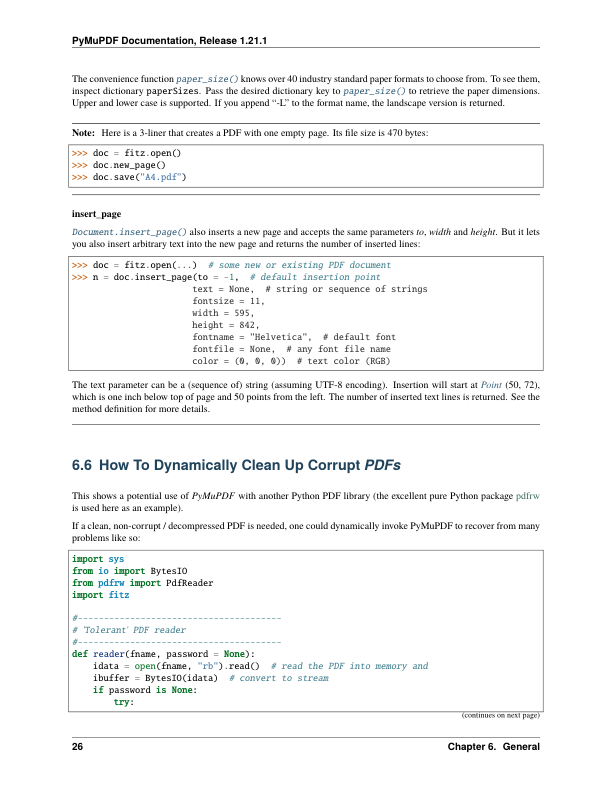 PyMuPDF Documentation, Release 1.21.1
The convenience function paper_size() knows over 40 industry standard paper formats to choose from. To see them,
inspect dictionary paperSizes. Pass the desired dictionary key to paper_size() to retrieve the paper dimensions.
Upper and lower case is supported. If you append “-L” to the format name, the landscape version is returned.
Note: Here is a 3-liner that creates a PDF with one empty page. Its file size is 470 bytes:
>>> doc = fitz.open()
>>> doc.new_page()
>>> doc.save("A4.pdf")
insert_page
Document.insert_page() also inserts a new page and accepts the same parameters to, width and height. But it lets
you also insert arbitrary text into the new page and returns the number of inserted lines:
>>> doc = fitz.open(...)  # some new or existing PDF document
>>> n = doc.insert_page(to = -1,  # default insertion point
                       text = None,  # string or sequence of strings
                       fontsize = 11,
                       width = 595,
                       height = 842,
                       fontname = "Helvetica",  # default font
                       fontfile = None,  # any font file name
                       color = (0, 0, 0))  # text color (RGB)
The text parameter can be a (sequence of) string (assuming UTF-8 encoding). Insertion will start at Point (50, 72),
which is one inch below top of page and 50 points from the left. The number of inserted text lines is returned. See the
method definition for more details.
6.6 How To Dynamically Clean Up Corrupt PDFs
This shows a potential use of PyMuPDF with another Python PDF library (the excellent pure Python package pdfrw
is used here as an example).
If a clean, non-corrupt / decompressed PDF is needed, one could dynamically invoke PyMuPDF to recover from many
problems like so:
import sys
from io import BytesIO
from pdfrw import PdfReader
import fitz
#---------------------------------------
# 'Tolerant' PDF reader
#---------------------------------------
def reader(fname, password = None):
    idata = open(fname, "rb").read()  # read the PDF into memory and
    ibuffer = BytesIO(idata)  # convert to stream
    if password is None:
        try:
(continues on next page)
26 Chapter 6. General